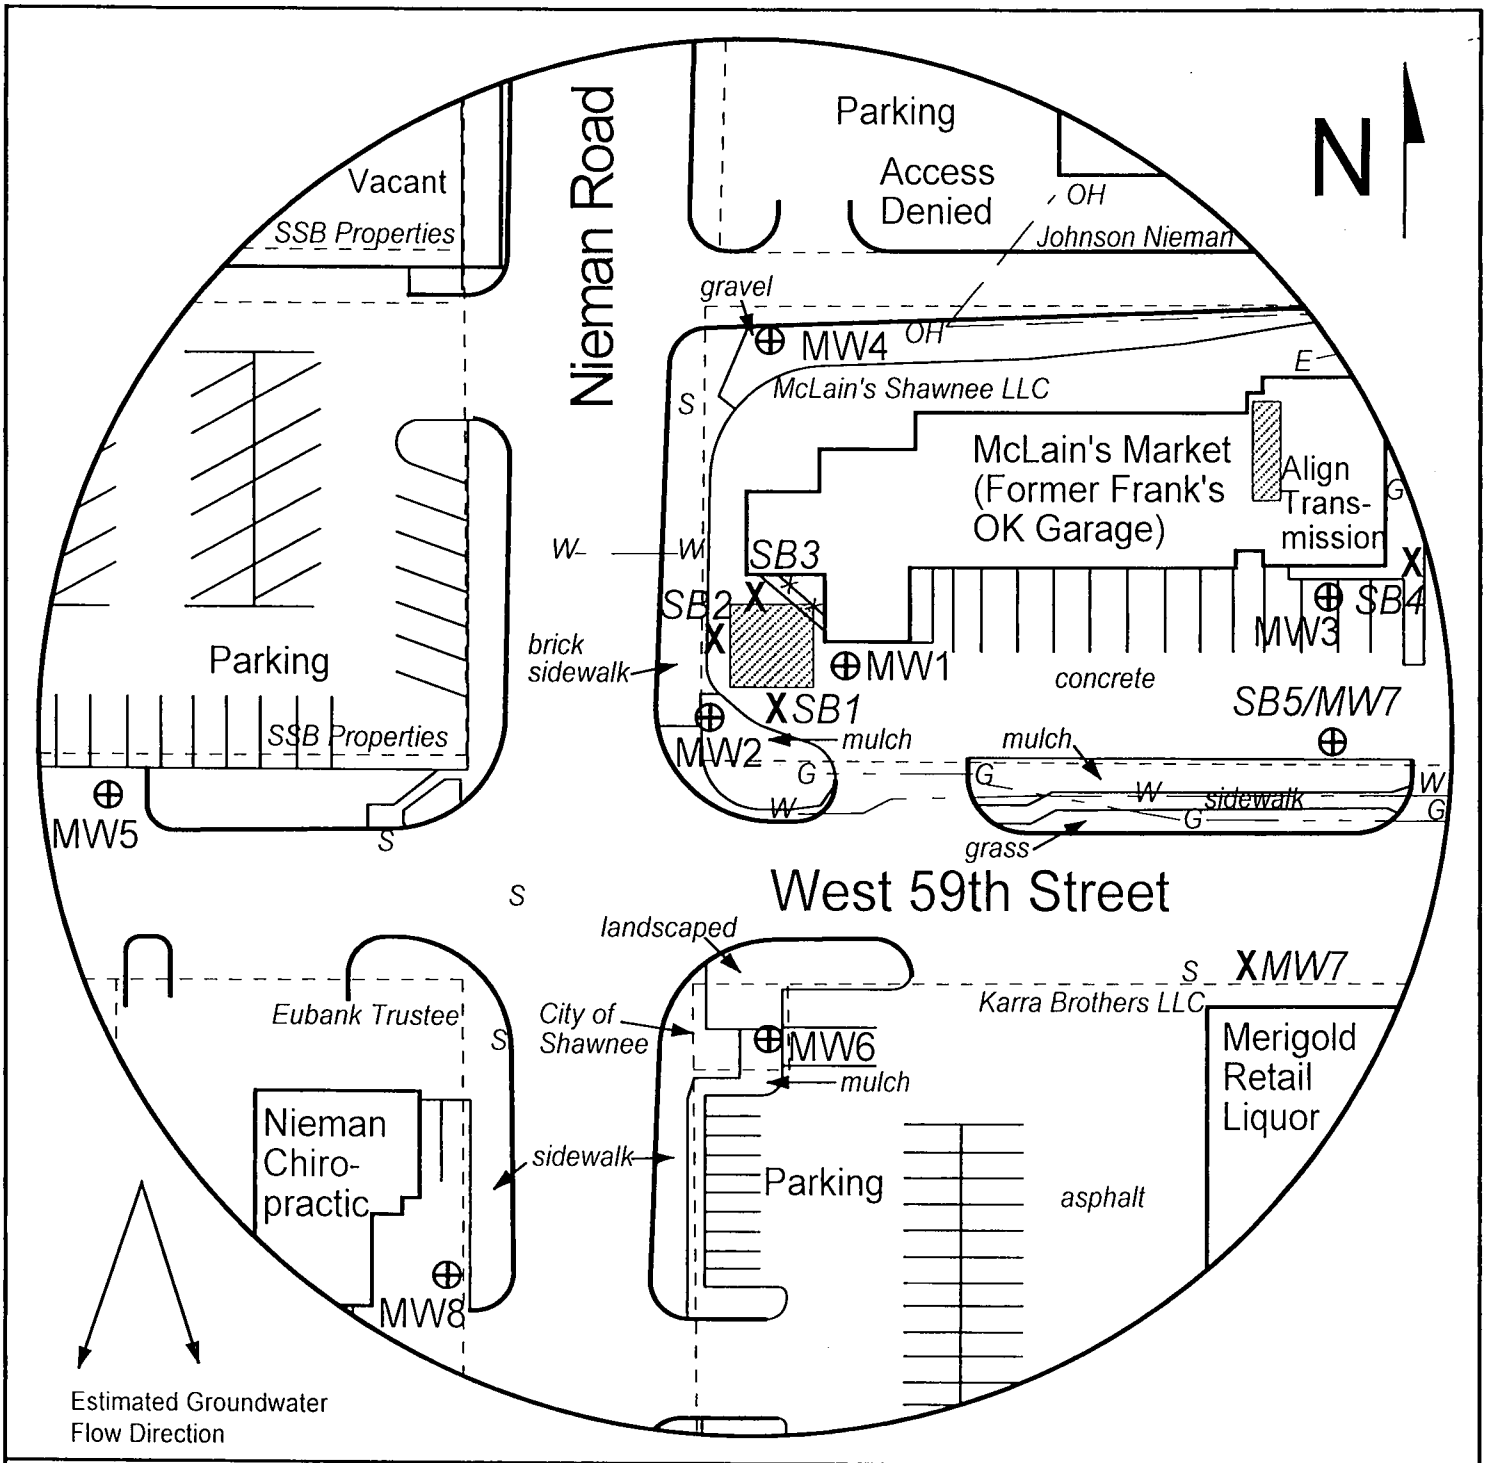 Nieman Road
Parking
Access
Denied
OH
Johnson Nieman
N
Vacant
SSB Properties
gravel
MW4
OH
McLain's Shawnee LLC
E
S
McLain's Market
(Former Frank's
OK Garage)
Align
Trans-
mission
G
W
W
SB3
SB2
X
X
X
SB4
MW3
brick
sidewalk
MW1
concrete
Parking
SSB Properties
X SB1
SB5/MW7
MW2
mulch
mulch
G
G
W
W
sidewalk
W
G
G
grass
MW5
S
West 59th Street
S
landscaped
X MW7
S
Eubank Trustee
S
City of
Shawnee
Karra Brothers LLC
MW6
mulch
Merigold
Retail
Liquor
Nieman
Chiro-
practic
sidewalk
Parking
asphalt
MW8
Estimated Groundwater
Flow Direction